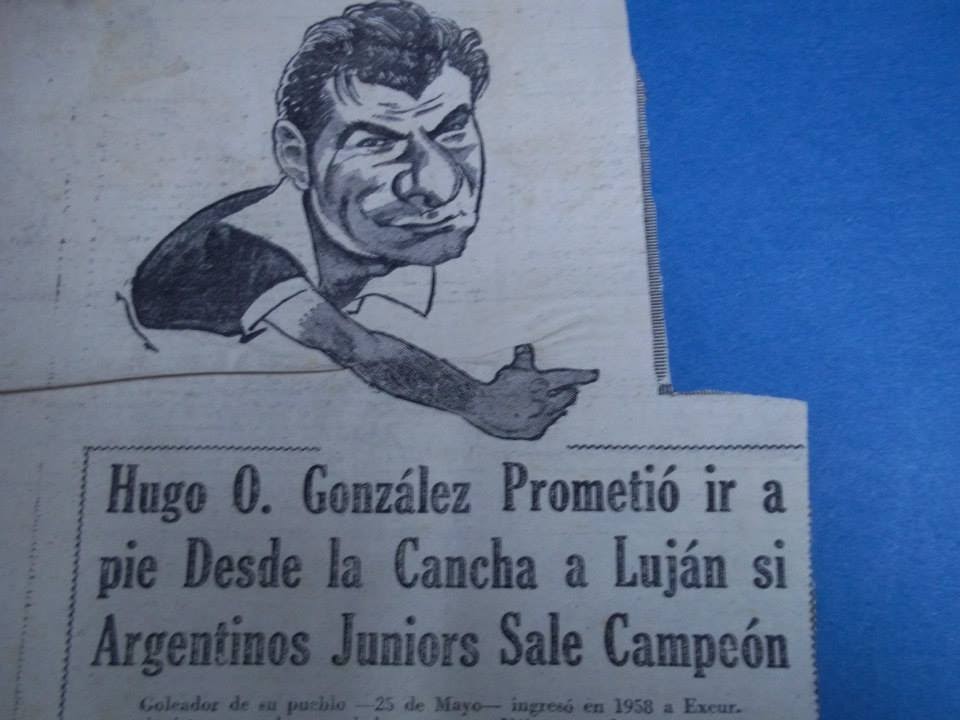 Hugo O. González Prometió ir a
pie Desde la Cancha a Luján si
Argentinos Juniors Sale Campeón
Goleador de su pueblo —25 de Mayo— ingresó en 1958 a Excur.